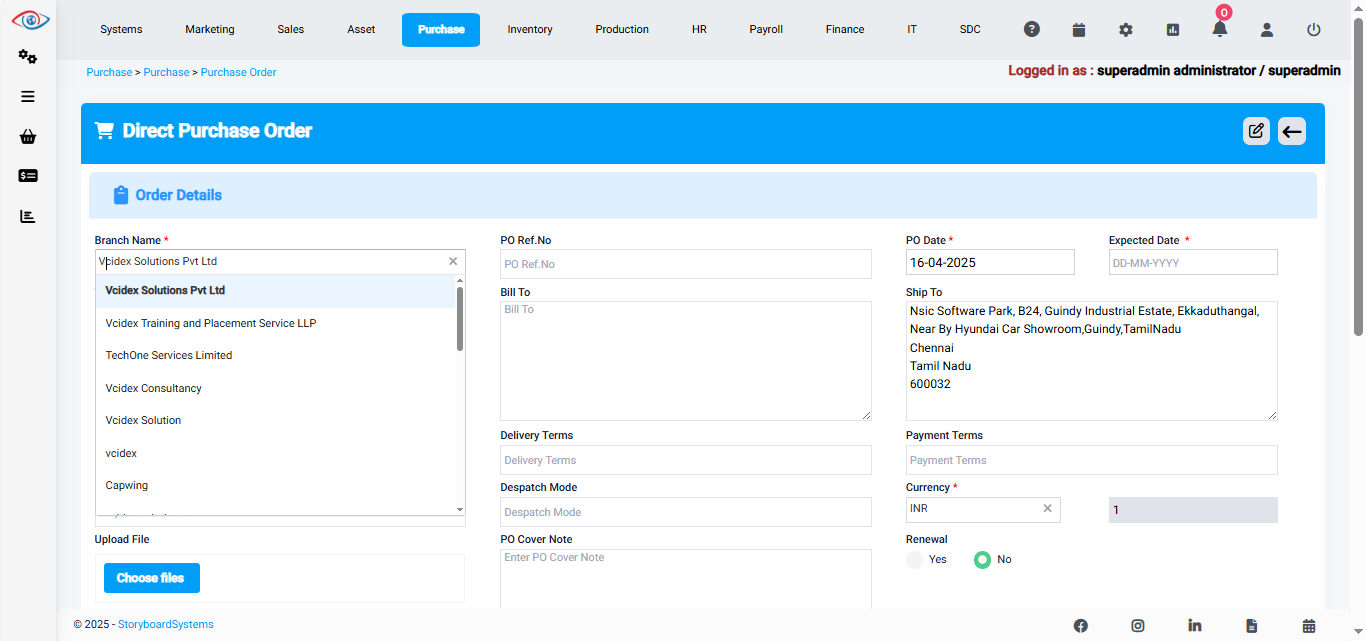 0
Systems Marketing Sales Asset Purchase Inventory Production HR Payroll Finance IT SDC
Purchase > Purchase > Purchase Order
Logged in as : superadmin administrator / superadmin
Direct Purchase Order
Order Details
Branch Name *
Vcidex Solutions Pvt Ltd
Vcidex Solutions Pvt Ltd
Vcidex Training and Placement Service LLP
TechOne Services Limited
Vcidex Consultancy
Vcidex Solution
vcidex
Capwing
Upload File
Choose files
PO Ref.No
PO Ref.No
Bill To
Bill To
Delivery Terms
Delivery Terms
Despatch Mode
Despatch Mode
PO Cover Note
Enter PO Cover Note
PO Date *
16-04-2025
Expected Date *
DD-MM-YYYY
Ship To
Nsic Software Park, B24, Guindy Industrial Estate, Ekkaduthangal,
Near By Hyundai Car Showroom,Guindy,TamilNadu
Chennai
Tamil Nadu
600032
Payment Terms
Payment Terms
Currency *
INR
1
Renewal
Yes No
© 2025 - StoryboardSystems